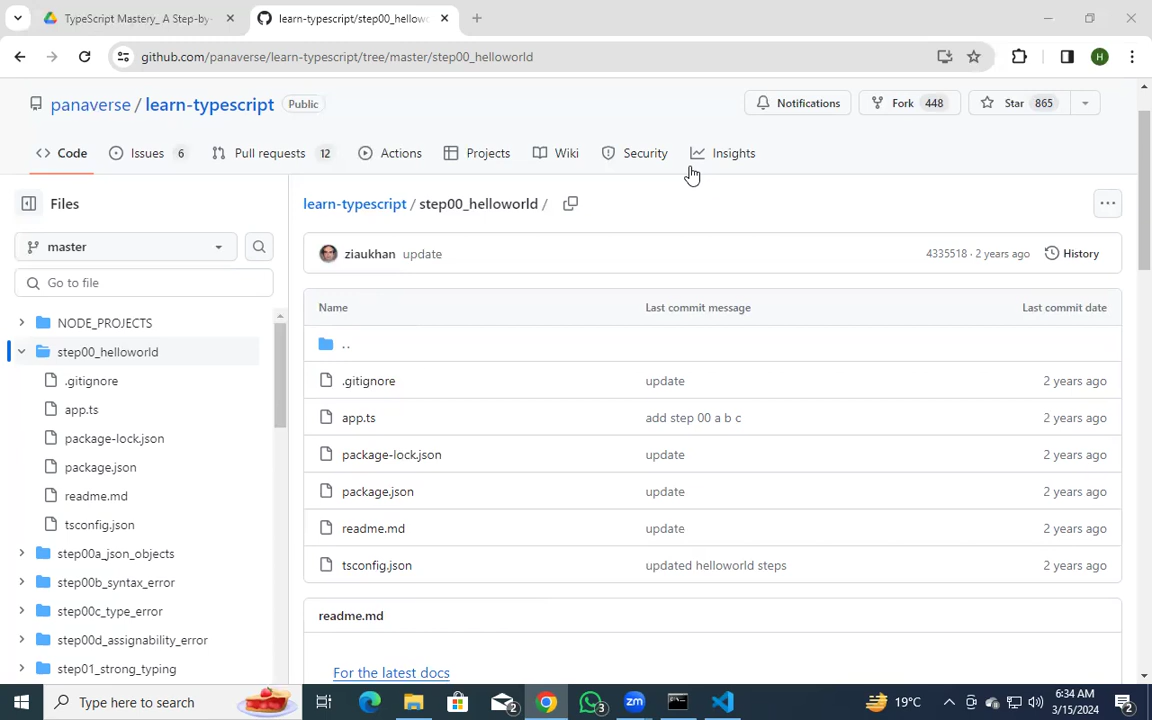 TypeScript Mastery_ A Step-by-
learn-typescript/step00_hellow
github.com/panaverse/learn-typescript/tree/master/step00_helloworld
H
panaverse / learn-typescript Public
Notifications
Fork 448
Star 865
Code
Issues 6
Pull requests 12
Actions
Projects
Wiki
Security
Insights
Files
master
Go to file
NODE_PROJECTS
step00_helloworld
.gitignore
app.ts
package-lock.json
package.json
readme.md
tsconfig.json
step00a_json_objects
step00b_syntax_error
step00c_type_error
step00d_assignability_error
step01_strong_typing
learn-typescript / step00_helloworld /
ziaukhan update
4335518 · 2 years ago
History
Name Last commit message Last commit date
..
.gitignore update 2 years ago
app.ts add step 00 a b c 2 years ago
package-lock.json update 2 years ago
package.json update 2 years ago
readme.md update 2 years ago
tsconfig.json updated helloworld steps 2 years ago
readme.md
For the latest docs
Type here to search
2
3
zm
19°C
6:34 AM
3/15/2024
2